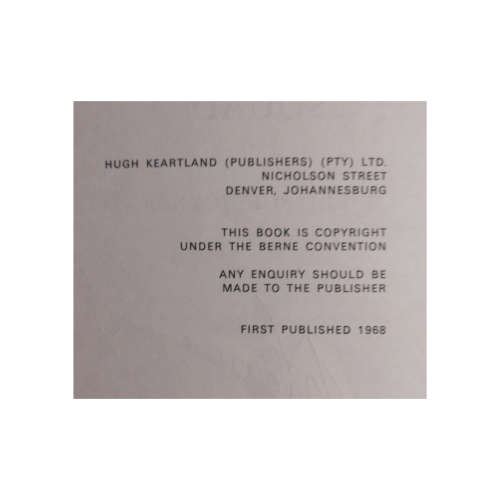 HUGH KEARTLAND (PUBLISHERS) (PTY) LTD.
NICHOLSON STREET
DENVER, JOHANNESBURG
THIS BOOK IS COPYRIGHT
UNDER THE BERNE CONVENTION
ANY ENQUIRY SHOULD BE
MADE TO THE PUBLISHER
FIRST PUBLISHED 1968